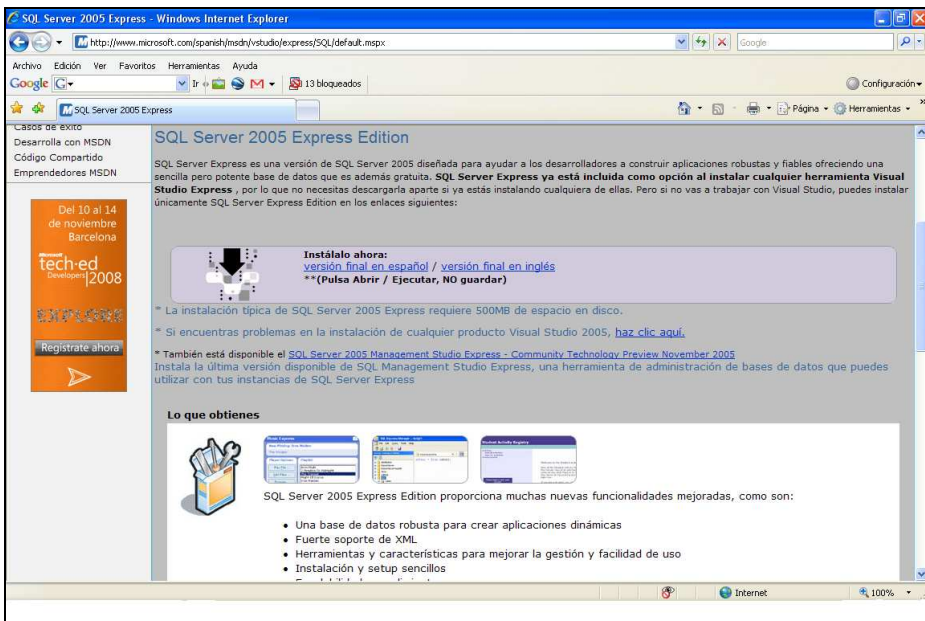 SQL Server 2005 Express - Windows Internet Explorer
http://www.microsoft.com/spanish/msdn/vstudio/express/SQL/default.mspx
Google
Archivo Edición Ver Favoritos Herramientas Ayuda
Google G Ir M 13 bloqueados Configuración
SQL Server 2005 Express Página Herramientas
Casos de éxito
Desarrolla con MSDN
Código Compartido
Emprendedores MSDN
Del 10 al 14
de noviembre
Barcelona
Microsoft
tech·ed
Developers 2008
EXPLORE
Registrate ahora
SQL Server 2005 Express Edition
SQL Server Express es una versión de SQL Server 2005 diseñada para ayudar a los desarrolladores a construir aplicaciones robustas y fiables ofreciendo una
sencilla pero potente base de datos que es además gratuita. SQL Server Express ya está incluida como opción al instalar cualquier herramienta Visual
Studio Express , por lo que no necesitas descargarla aparte si ya estás instalando cualquiera de ellas. Pero si no vas a trabajar con Visual Studio, puedes instalar
únicamente SQL Server Express Edition en los enlaces siguientes:
Instálalo ahora:
versión final en español / versión final en inglés
**(Pulsa Abrir / Ejecutar, NO guardar)
* La instalación típica de SQL Server 2005 Express requiere 500MB de espacio en disco.
* Si encuentras problemas en la instalación de cualquier producto Visual Studio 2005, haz clic aquí.
* También está disponible el SQL Server 2005 Management Studio Express - Community Technology Preview November 2005
Instala la última versión disponible de SQL Management Studio Express, una herramienta de administración de bases de datos que puedes
utilizar con tus instancias de SQL Server Express
Lo que obtienes
SQL Server 2005 Express Edition proporciona muchas nuevas funcionalidades mejoradas, como son:
• Una base de datos robusta para crear aplicaciones dinámicas
• Fuerte soporte de XML
• Herramientas y características para mejorar la gestión y facilidad de uso
• Instalación y setup sencillos
Internet 100%